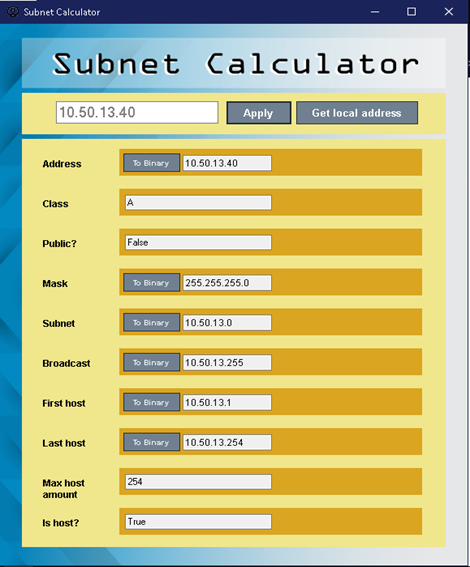 Subnet Calculator
Subnet Calculator
10.50.13.40 Apply Get local address
Address To Binary 10.50.13.40
Class A
Public? False
Mask To Binary 255.255.255.0
Subnet To Binary 10.50.13.0
Broadcast To Binary 10.50.13.255
First host To Binary 10.50.13.1
Last host To Binary 10.50.13.254
Max host
amount
254
Is host? True